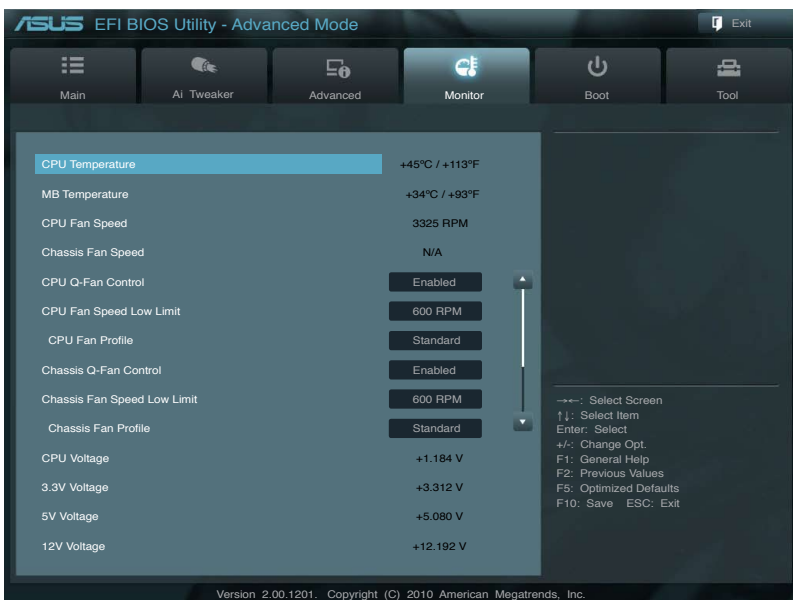 ASUS EFI BIOS Utility - Advanced Mode
Exit
Main
Ai Tweaker
Advanced
Monitor
Boot
Tool
CPU Temperature +45°C / +113°F
MB Temperature +34°C / +93°F
CPU Fan Speed 3325 RPM
Chassis Fan Speed N/A
CPU Q-Fan Control Enabled
CPU Fan Speed Low Limit 600 RPM
CPU Fan Profile Standard
Chassis Q-Fan Control Enabled
Chassis Fan Speed Low Limit 600 RPM
Chassis Fan Profile Standard
CPU Voltage +1.184 V
3.3V Voltage +3.312 V
5V Voltage +5.080 V
12V Voltage +12.192 V
→←: Select Screen
↑↓: Select Item
Enter: Select
+/-: Change Opt.
F1: General Help
F2: Previous Values
F5: Optimized Defaults
F10: Save ESC: Exit
Version 2.00.1201. Copyright (C) 2010 American Megatrends, Inc.